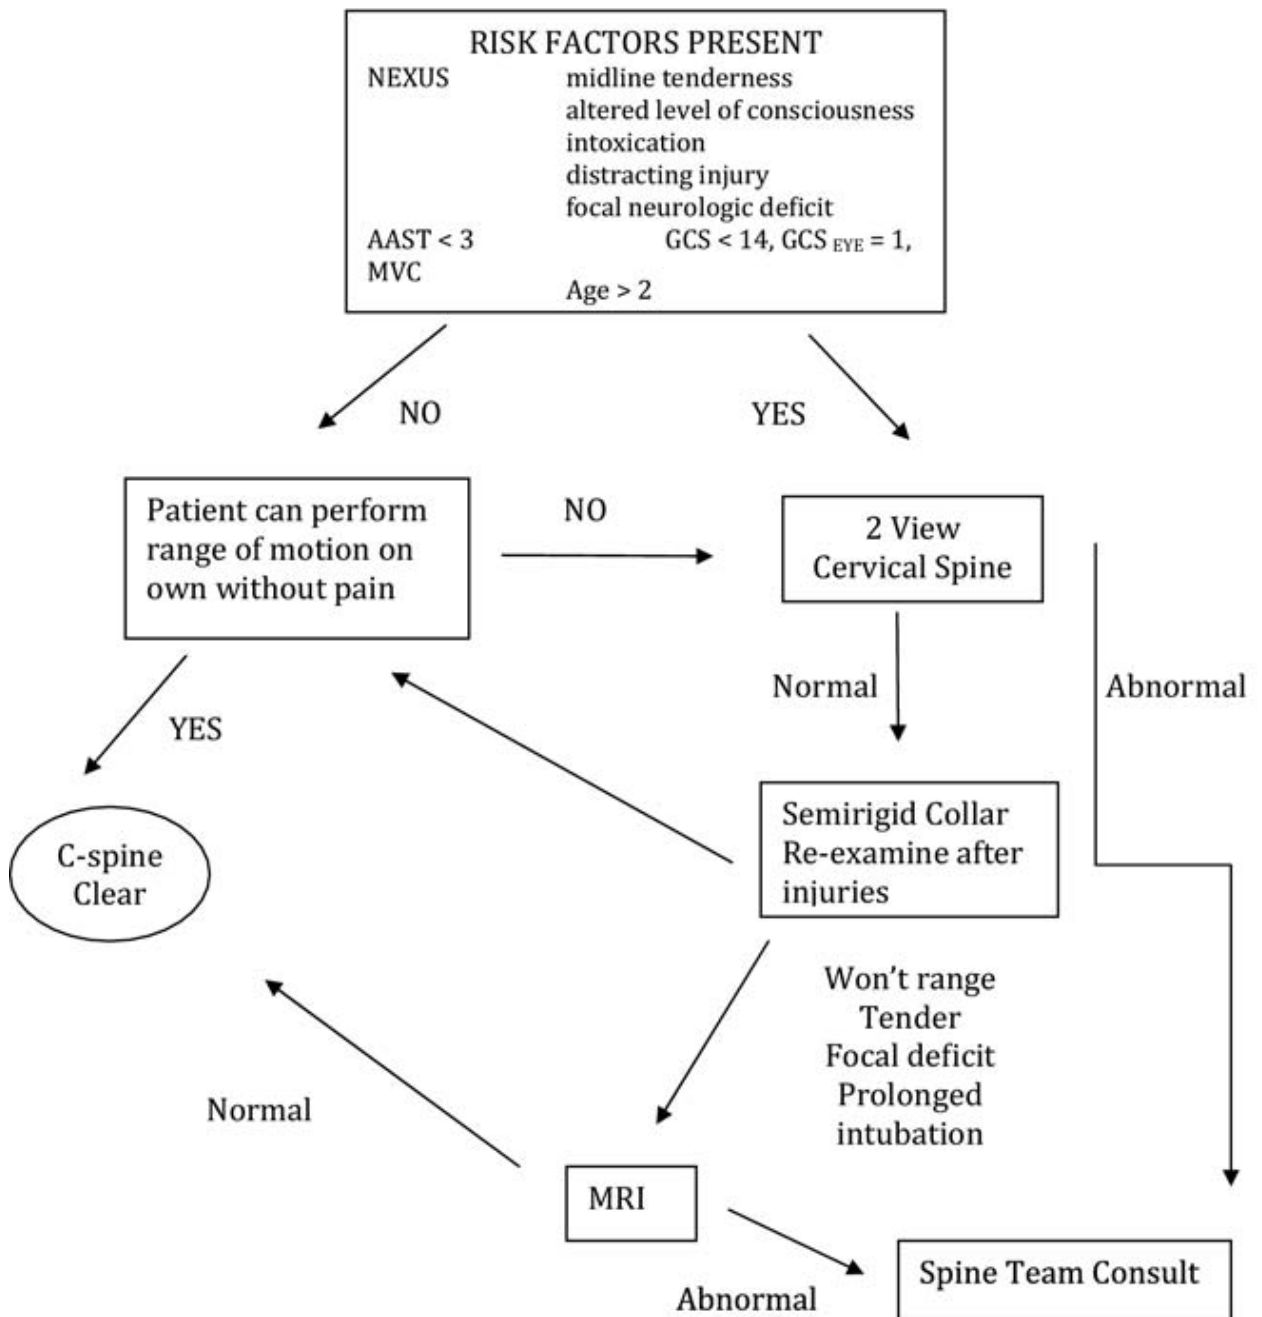 RISK FACTORS PRESENT
NEXUS midline tenderness
altered level of consciousness
intoxication
distracting injury
focal neurologic deficit
AAST < 3 GCS < 14, GCS EYE = 1,
MVC
Age > 2
NO
YES
Patient can perform
range of motion on
own without pain
NO
2 View
Cervical Spine
Normal
Abnormal
YES
C-spine
Clear
Semirigid Collar
Re-examine after
injuries
Won't range
Tender
Focal deficit
Prolonged
intubation
Normal
MRI
Abnormal
Spine Team Consult